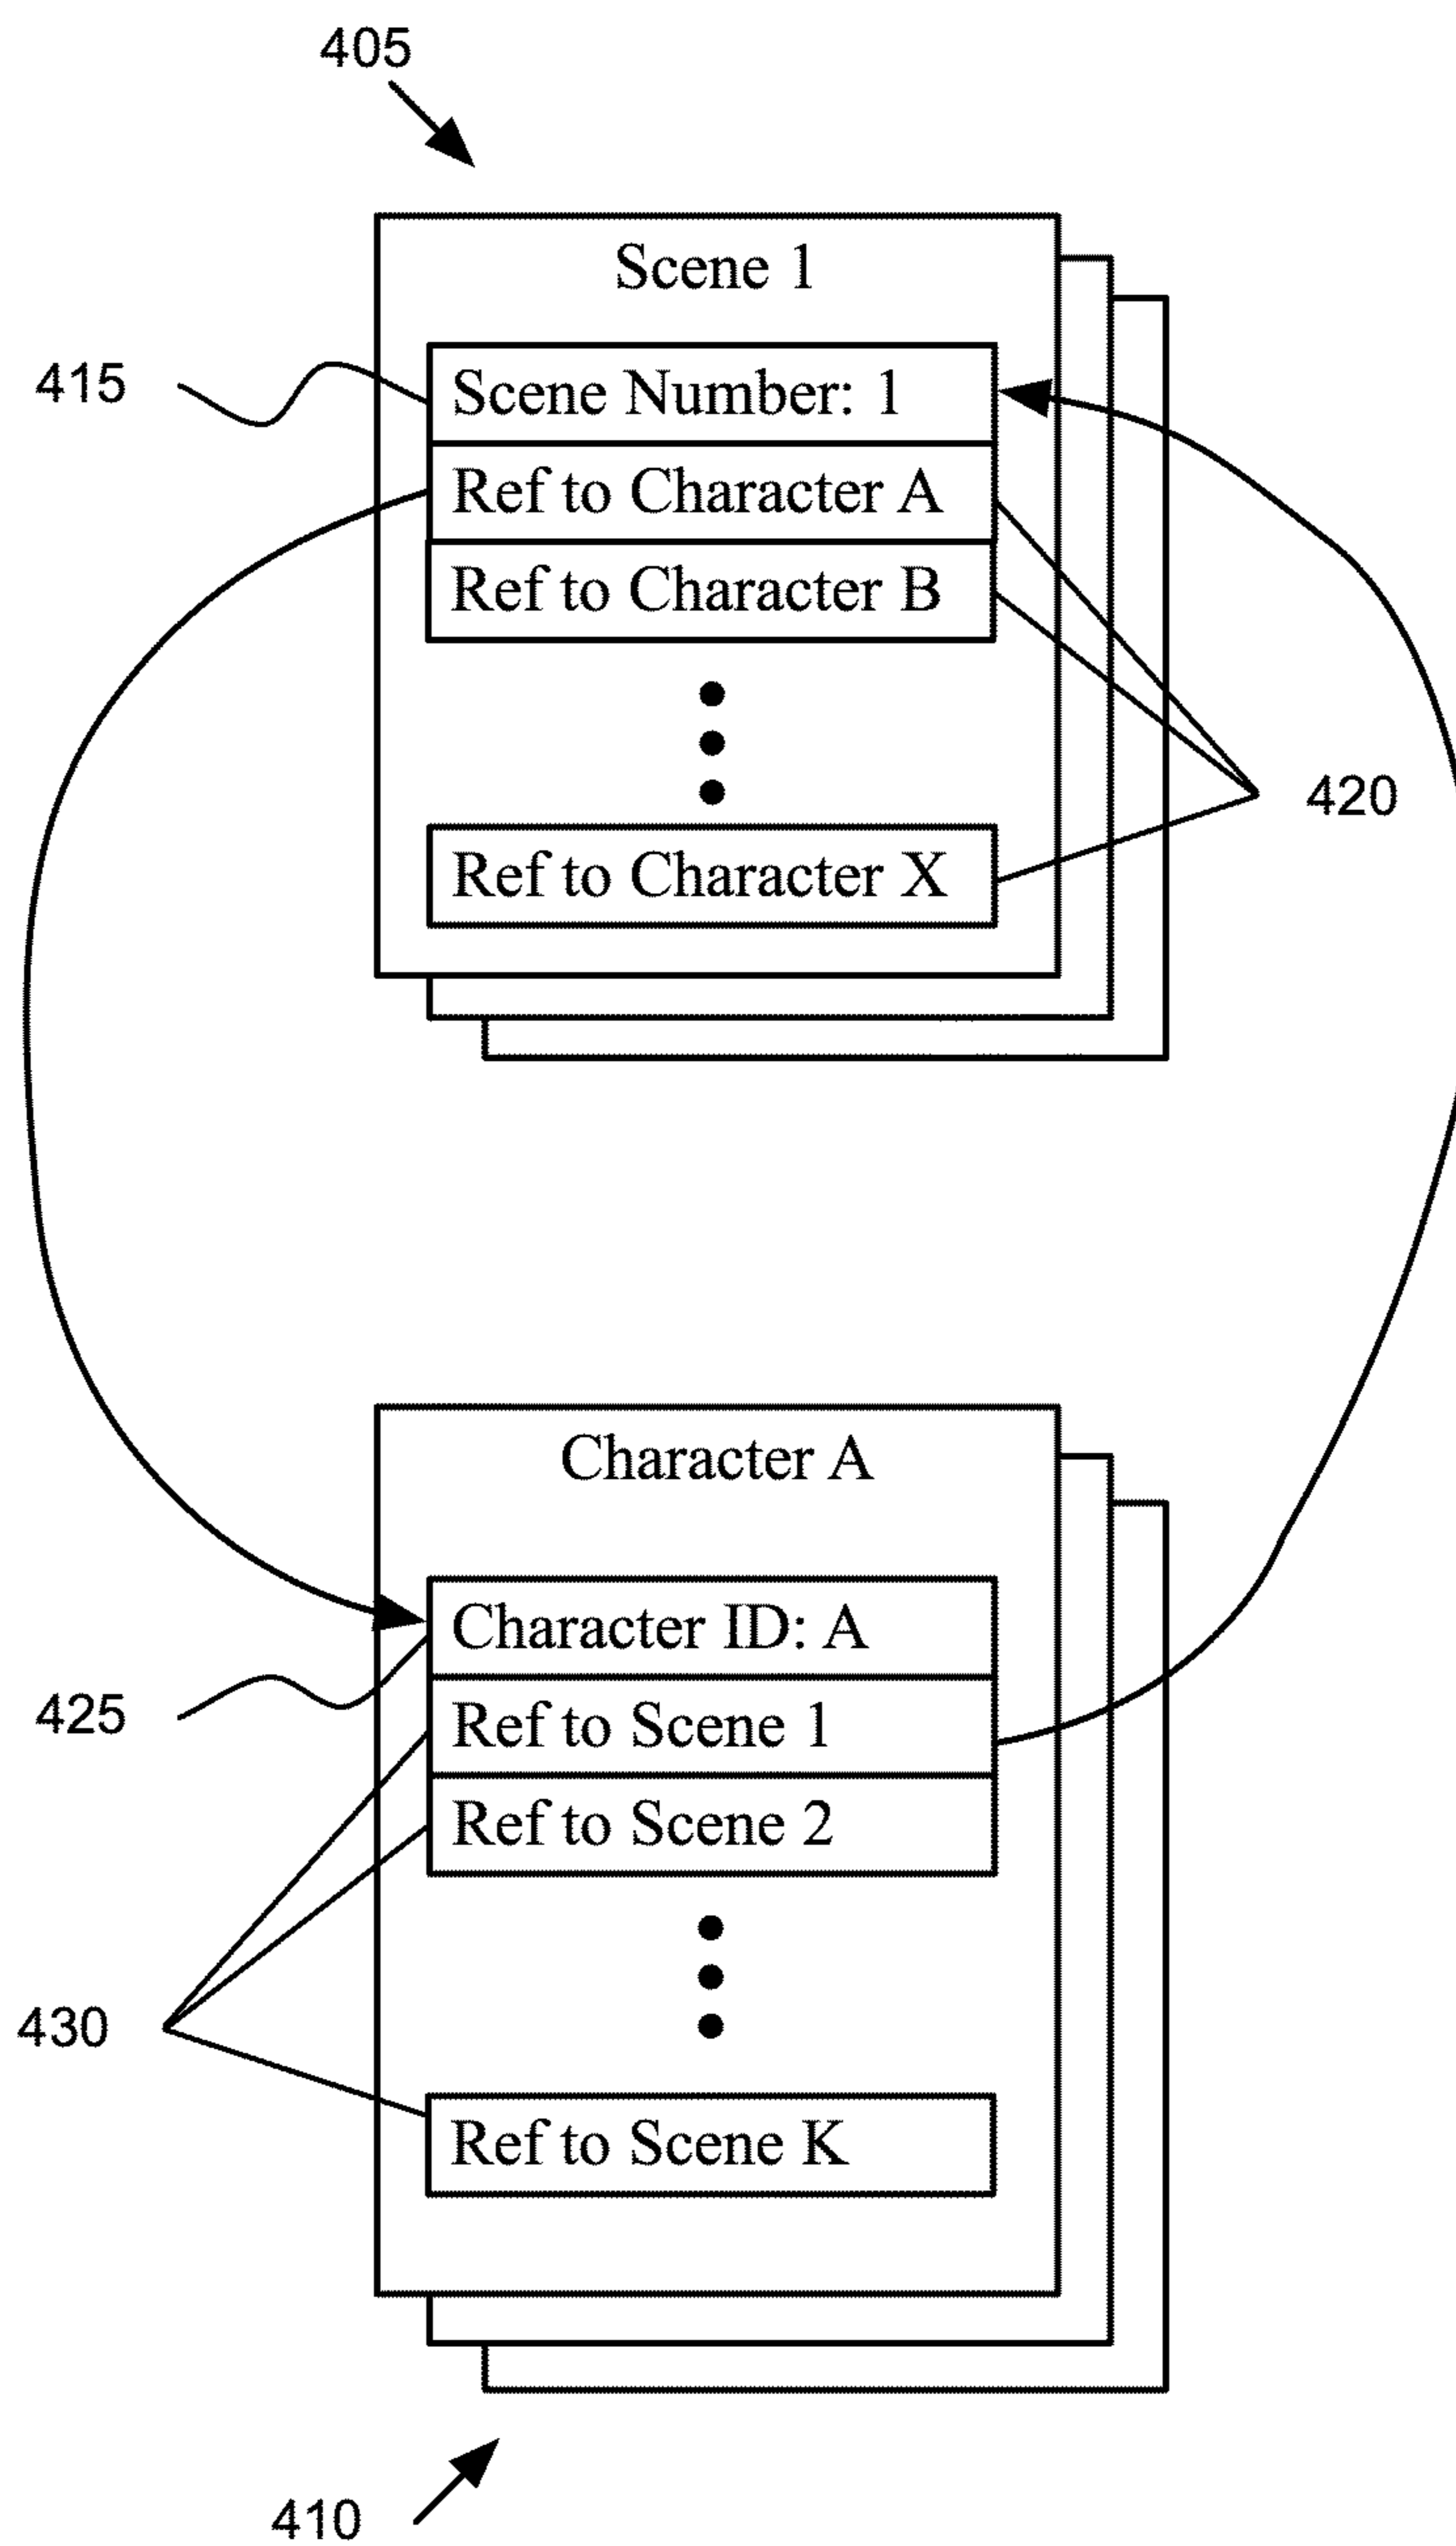 405
Scene 1
415
Scene Number: 1
Ref to Character A
Ref to Character B
420
Ref to Character X
Character A
Character ID: A
425
Ref to Scene 1
Ref to Scene 2
430
Ref to Scene K
410